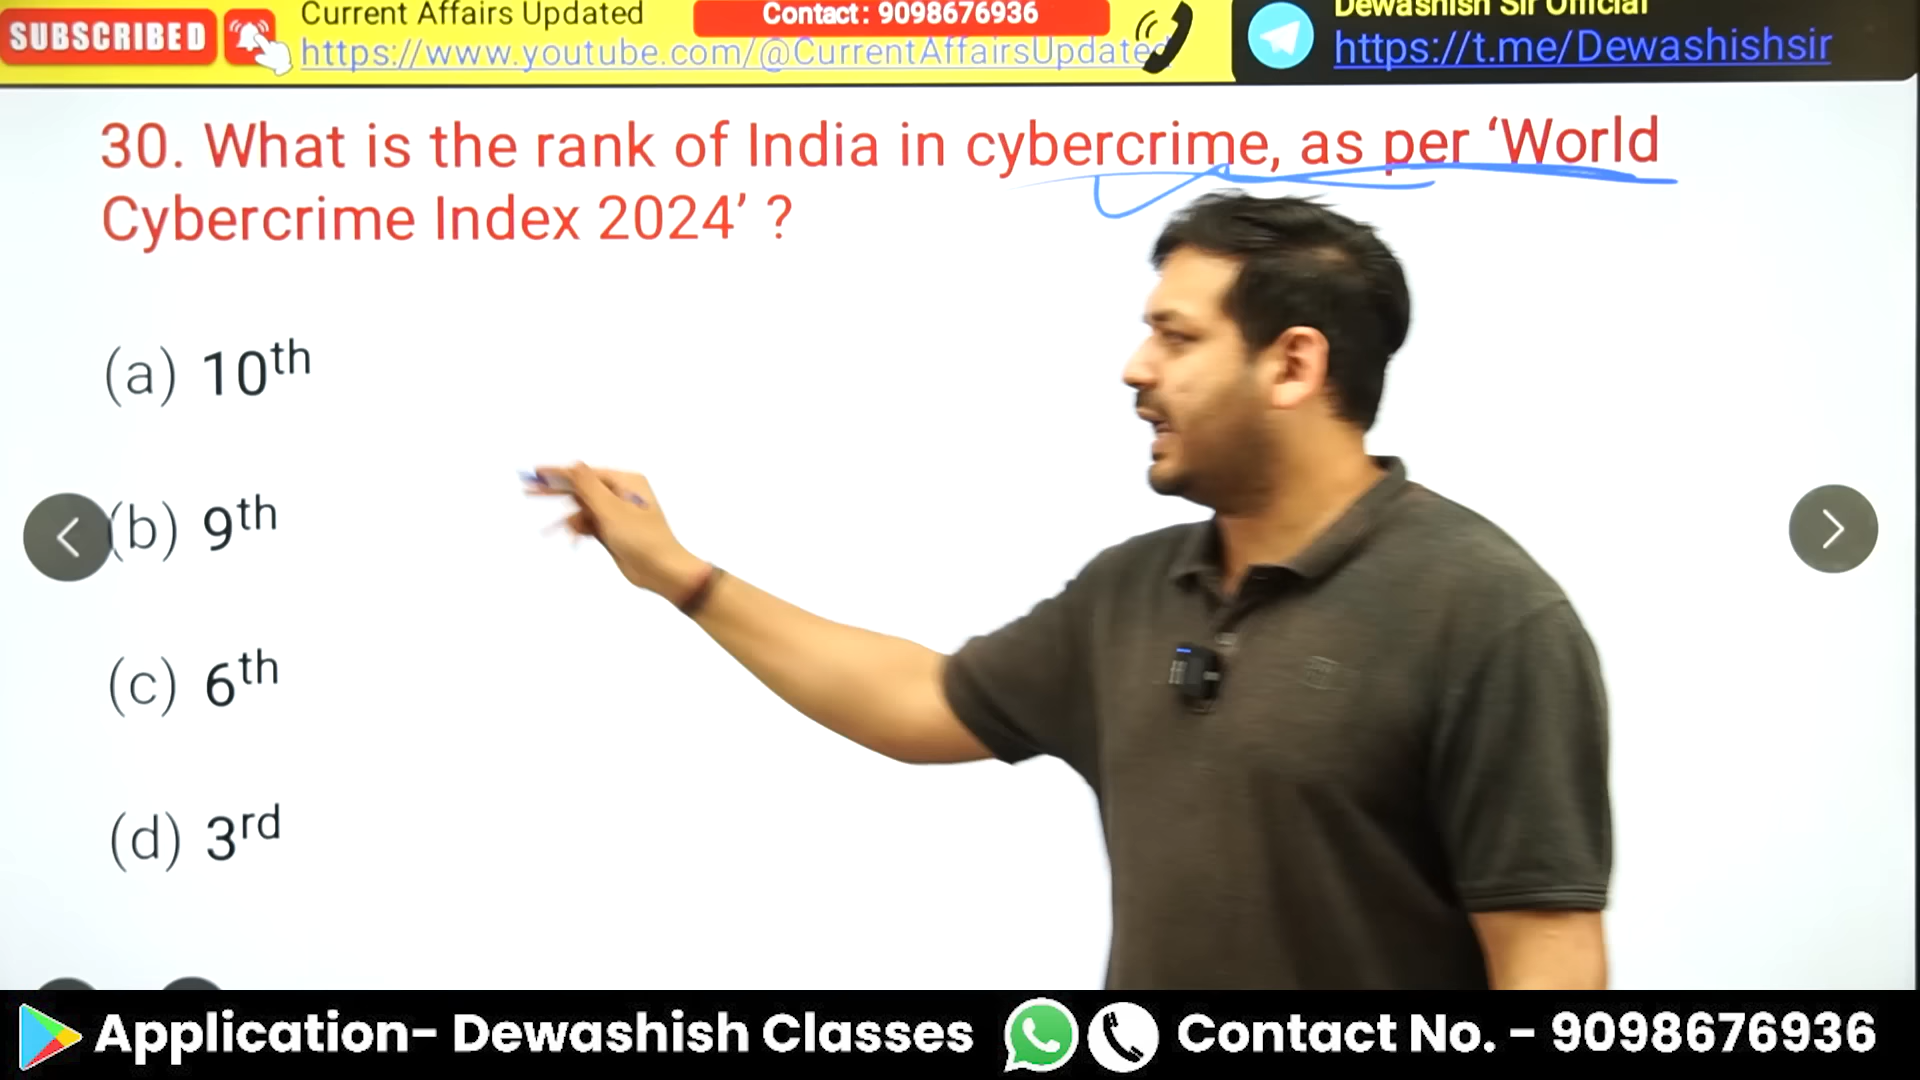 SUBSCRIBED
Current Affairs Updated
https://www.youtube.com/@CurrentAffairsUpdated
Contact : 9098676936
Dewashish Sir Official
https://t.me/Dewashishsir
30. What is the rank of India in cybercrime, as per ‘World
Cybercrime Index 2024’ ?
(a) 10th
(b) 9th
(c) 6th
(d) 3rd
Application- Dewashish Classes
Contact No. - 9098676936